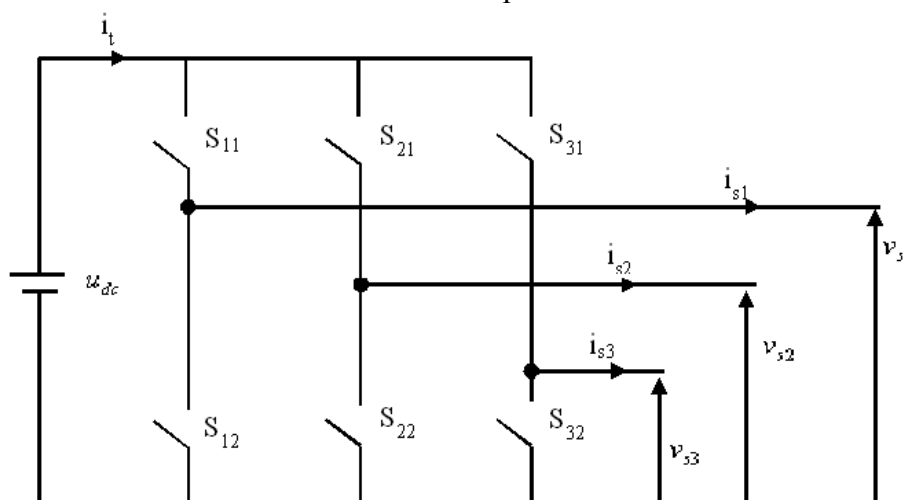 i_t
S_11
S_21
S_31
i_s1
v_s
i_s2
u_dc
v_s2
i_s3
S_12
S_22
S_32
v_s3